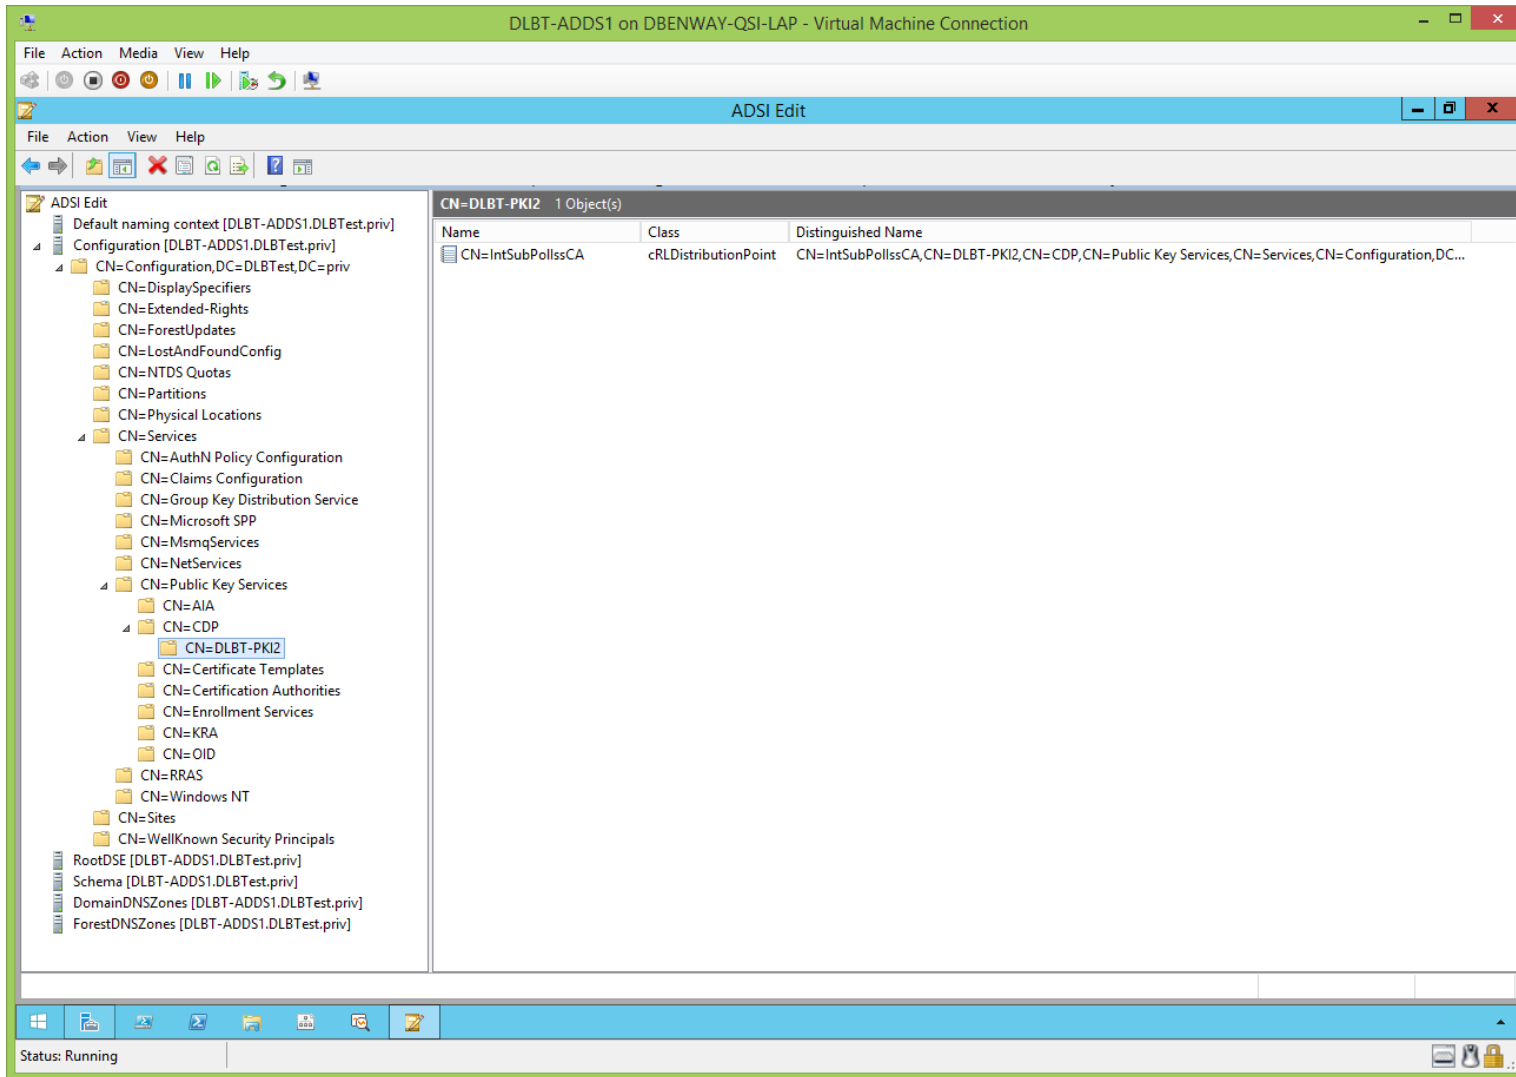 DLBT-ADDS1 on DBENWAY-QSI-LAP - Virtual Machine Connection
File Action Media View Help
ADSI Edit
File Action View Help
ADSI Edit
Default naming context [DLBT-ADDS1.DLBTest.priv]
Configuration [DLBT-ADDS1.DLBTest.priv]
CN=Configuration,DC=DLBTest,DC=priv
CN=DisplaySpecifiers
CN=Extended-Rights
CN=ForestUpdates
CN=LostAndFoundConfig
CN=NTDS Quotas
CN=Partitions
CN=Physical Locations
CN=Services
CN=AuthN Policy Configuration
CN=Claims Configuration
CN=Group Key Distribution Service
CN=Microsoft SPP
CN=MsmqServices
CN=NetServices
CN=Public Key Services
CN=AIA
CN=CDP
CN=DLBT-PKI2
CN=Certificate Templates
CN=Certification Authorities
CN=Enrollment Services
CN=KRA
CN=OID
CN=RRAS
CN=Windows NT
CN=Sites
CN=WellKnown Security Principals
RootDSE [DLBT-ADDS1.DLBTest.priv]
Schema [DLBT-ADDS1.DLBTest.priv]
DomainDNSZones [DLBT-ADDS1.DLBTest.priv]
ForestDNSZones [DLBT-ADDS1.DLBTest.priv]
CN=DLBT-PKI2 1 Object(s)
Name Class Distinguished Name
CN=IntSubPolIssCA cRLDistributionPoint CN=IntSubPolIssCA,CN=DLBT-PKI2,CN=CDP,CN=Public Key Services,CN=Services,CN=Configuration,DC...
Status: Running